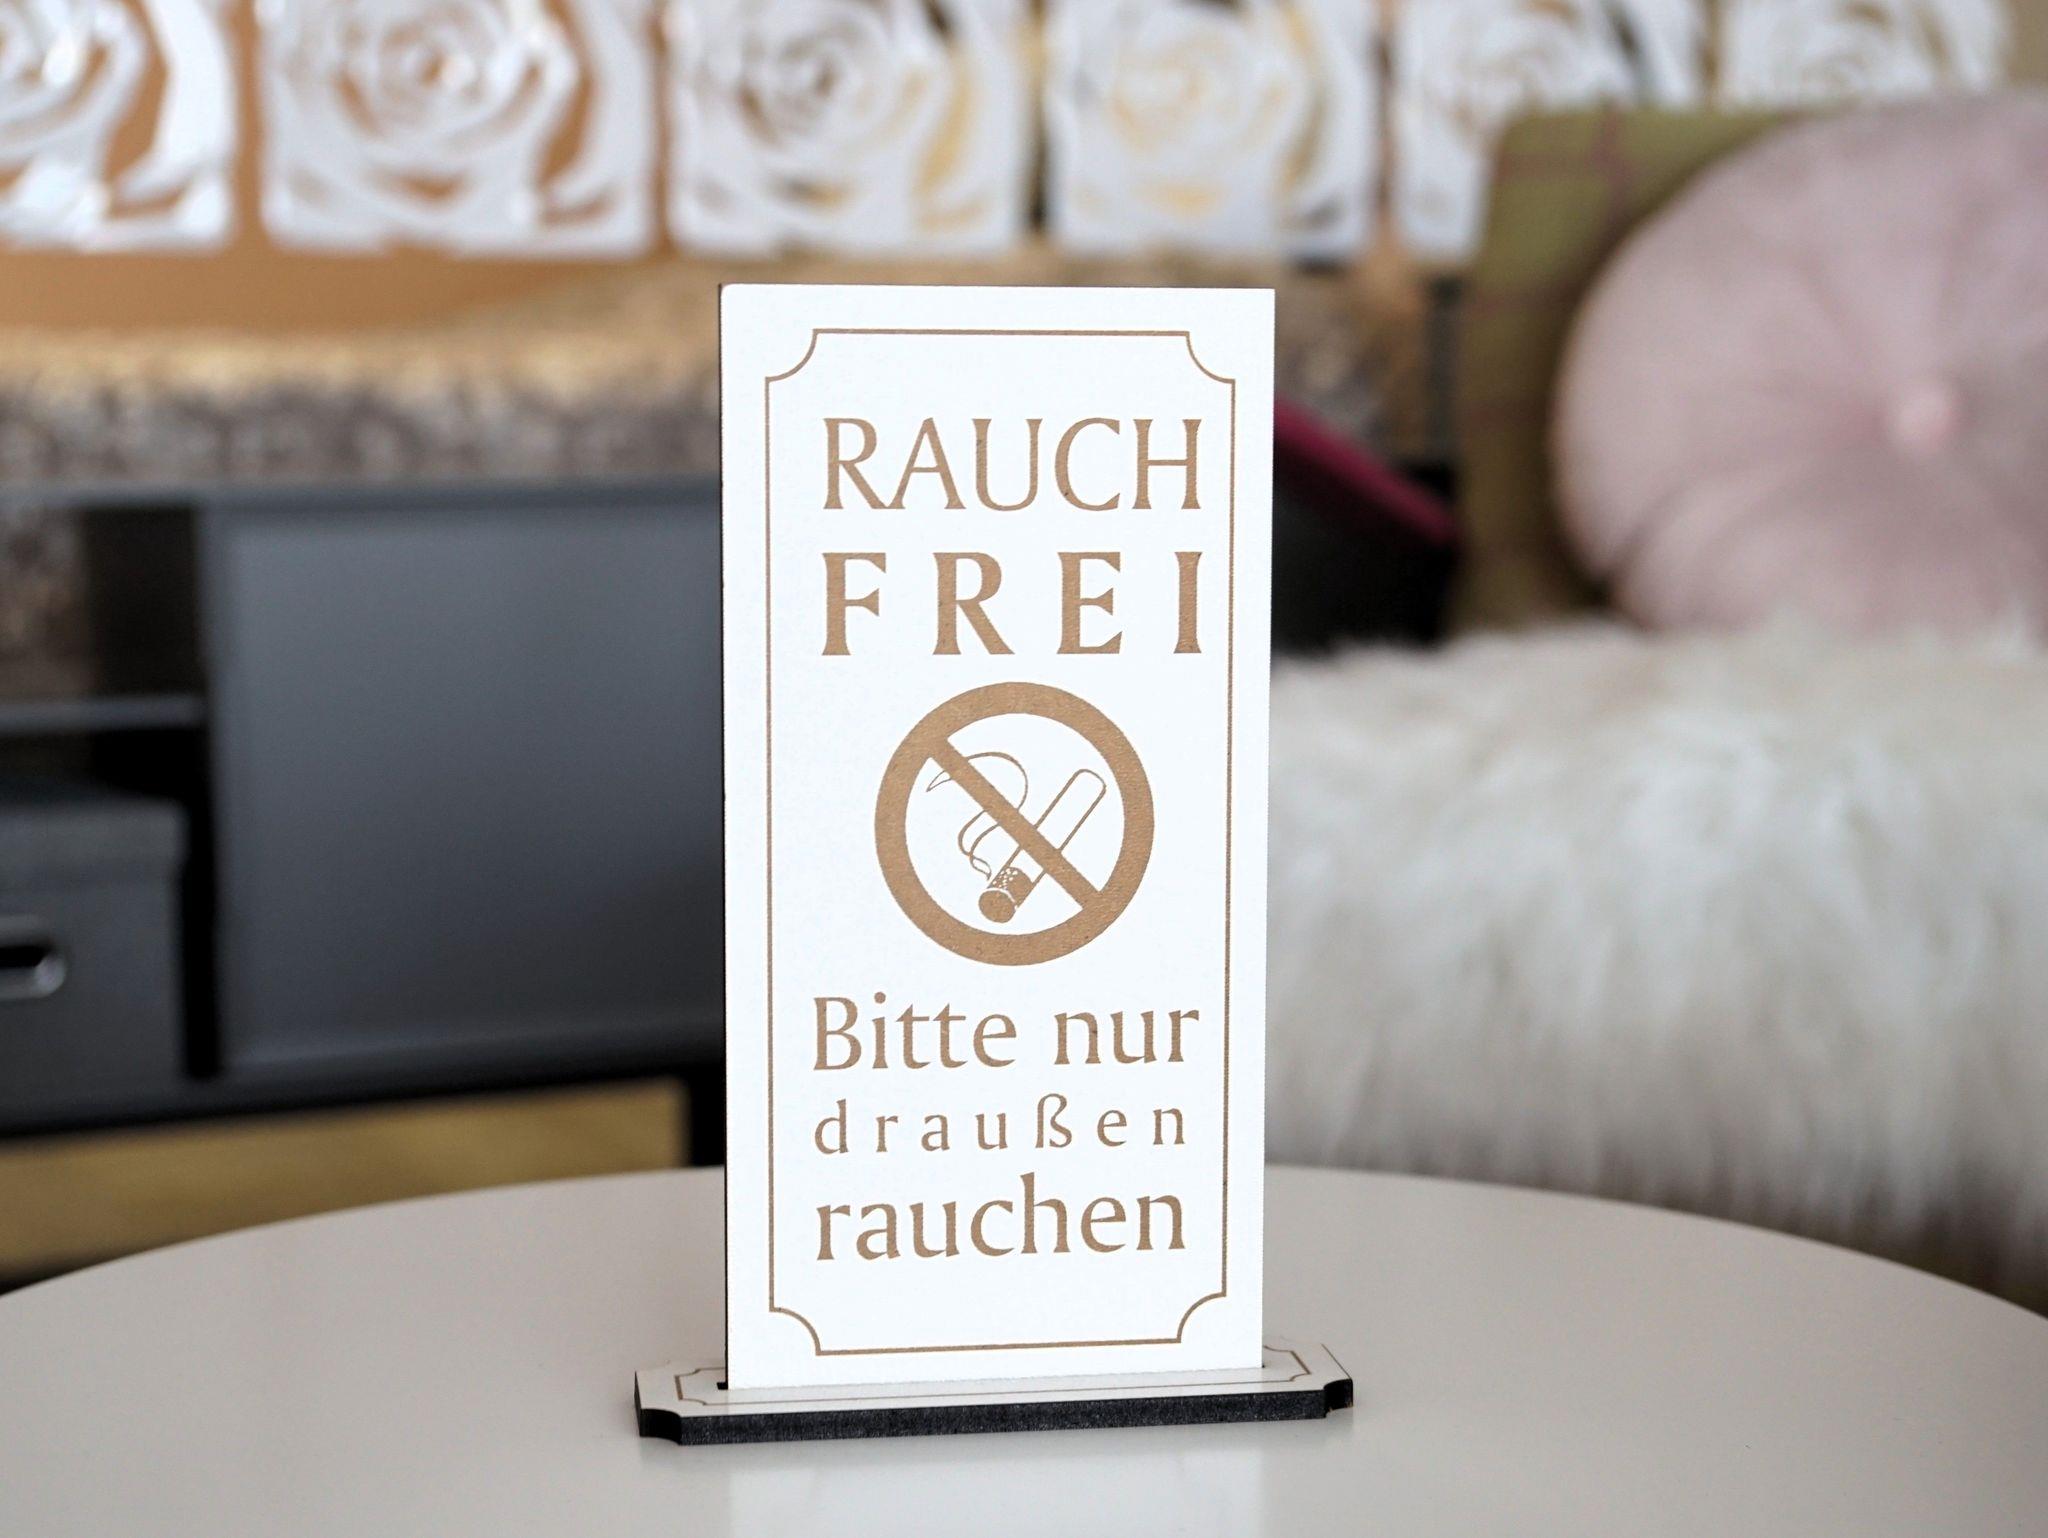 RAUCH
FREI
Bitte nur
draußen
rauchen